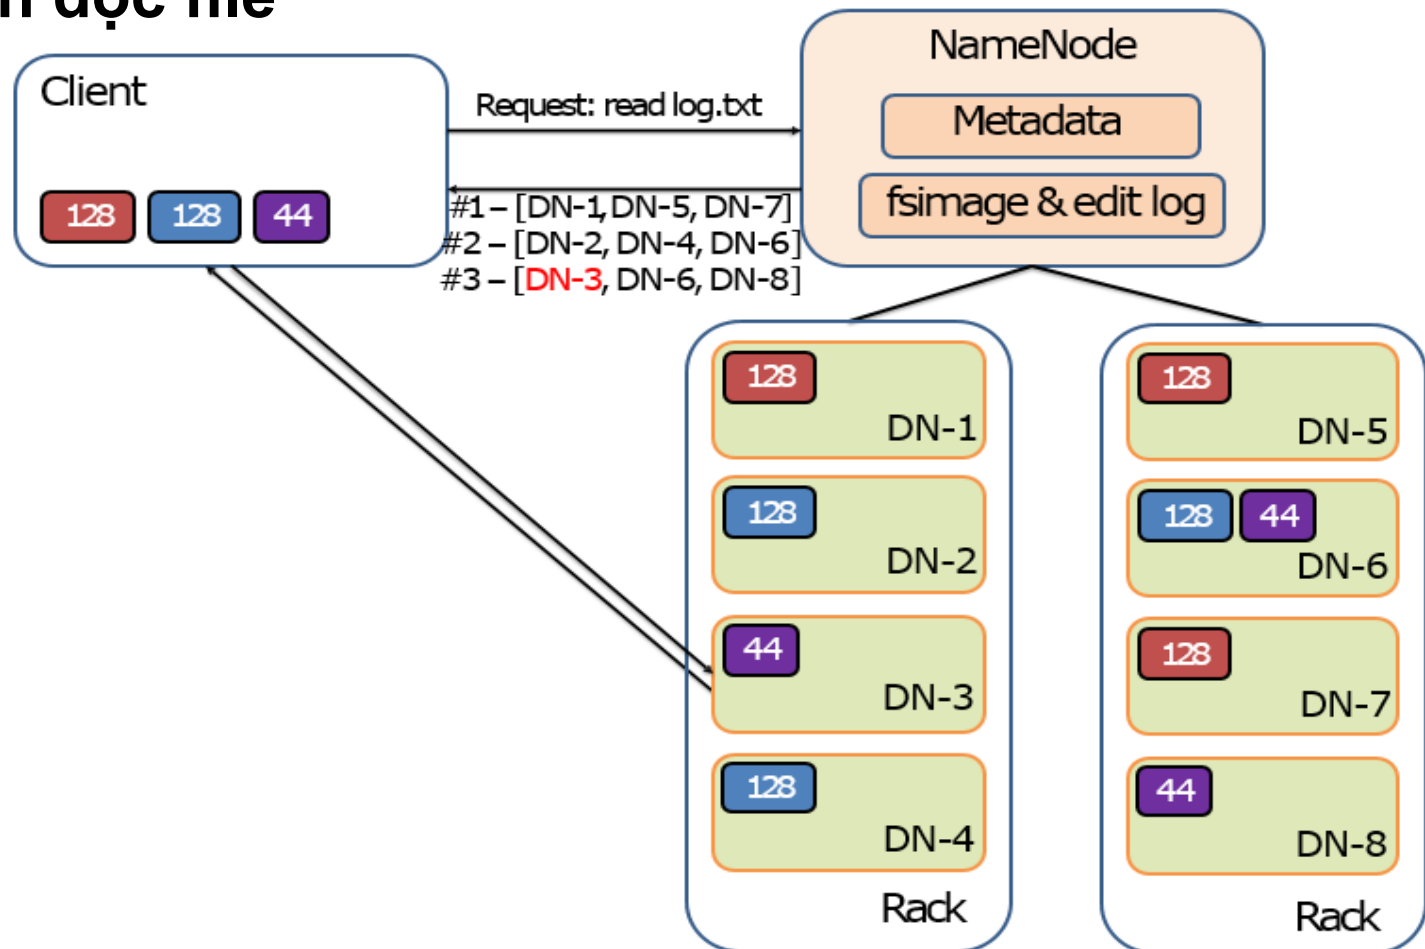 đọc file
Client
128 128 44
Request: read log.txt
#1 – [DN-1, DN-5, DN-7]
#2 – [DN-2, DN-4, DN-6]
#3 – [DN-3, DN-6, DN-8]
NameNode
Metadata
fsimage & edit log
128
DN-1
128
DN-2
44
DN-3
128
DN-4
Rack
128
DN-5
128 44
DN-6
128
DN-7
44
DN-8
Rack